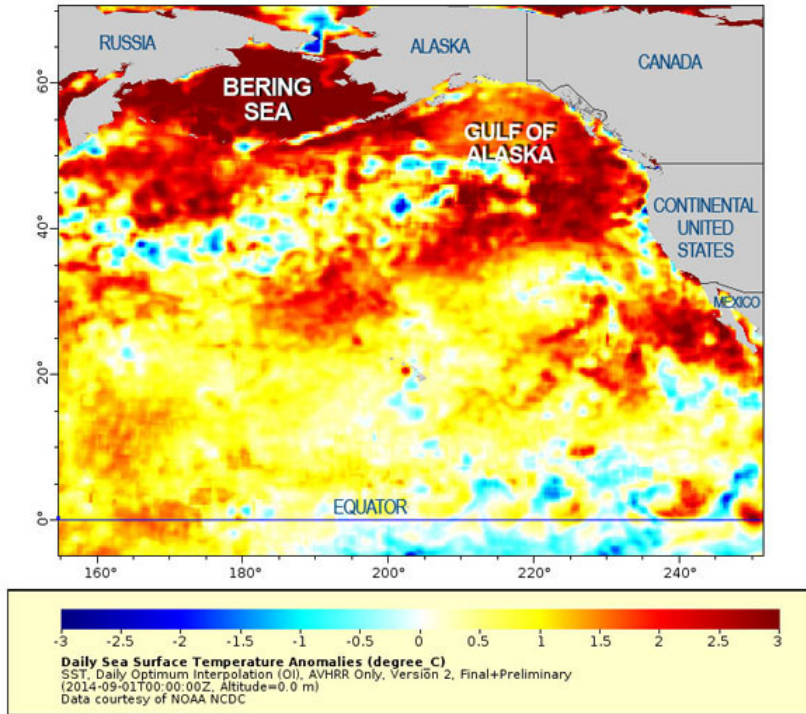 RUSSIA
ALASKA
CANADA
60°
BERING
SEA
GULF OF
ALASKA
CONTINENTAL
UNITED
STATES
40°
MEXICO
20°
EQUATOR
0°
160°
180°
200°
220°
240°
-3
-2.5
-2
-1.5
-1
-0.5
0
0.5
1
1.5
2
2.5
3
Daily Sea Surface Temperature Anomalies (degree_C)
SST, Daily Optimum Interpolation (OI), AVHRR Only, Version 2, Final+Preliminary
(2014-09-01T00:00:00Z, Altitude=0.0 m)
Data courtesy of NOAA NCDC